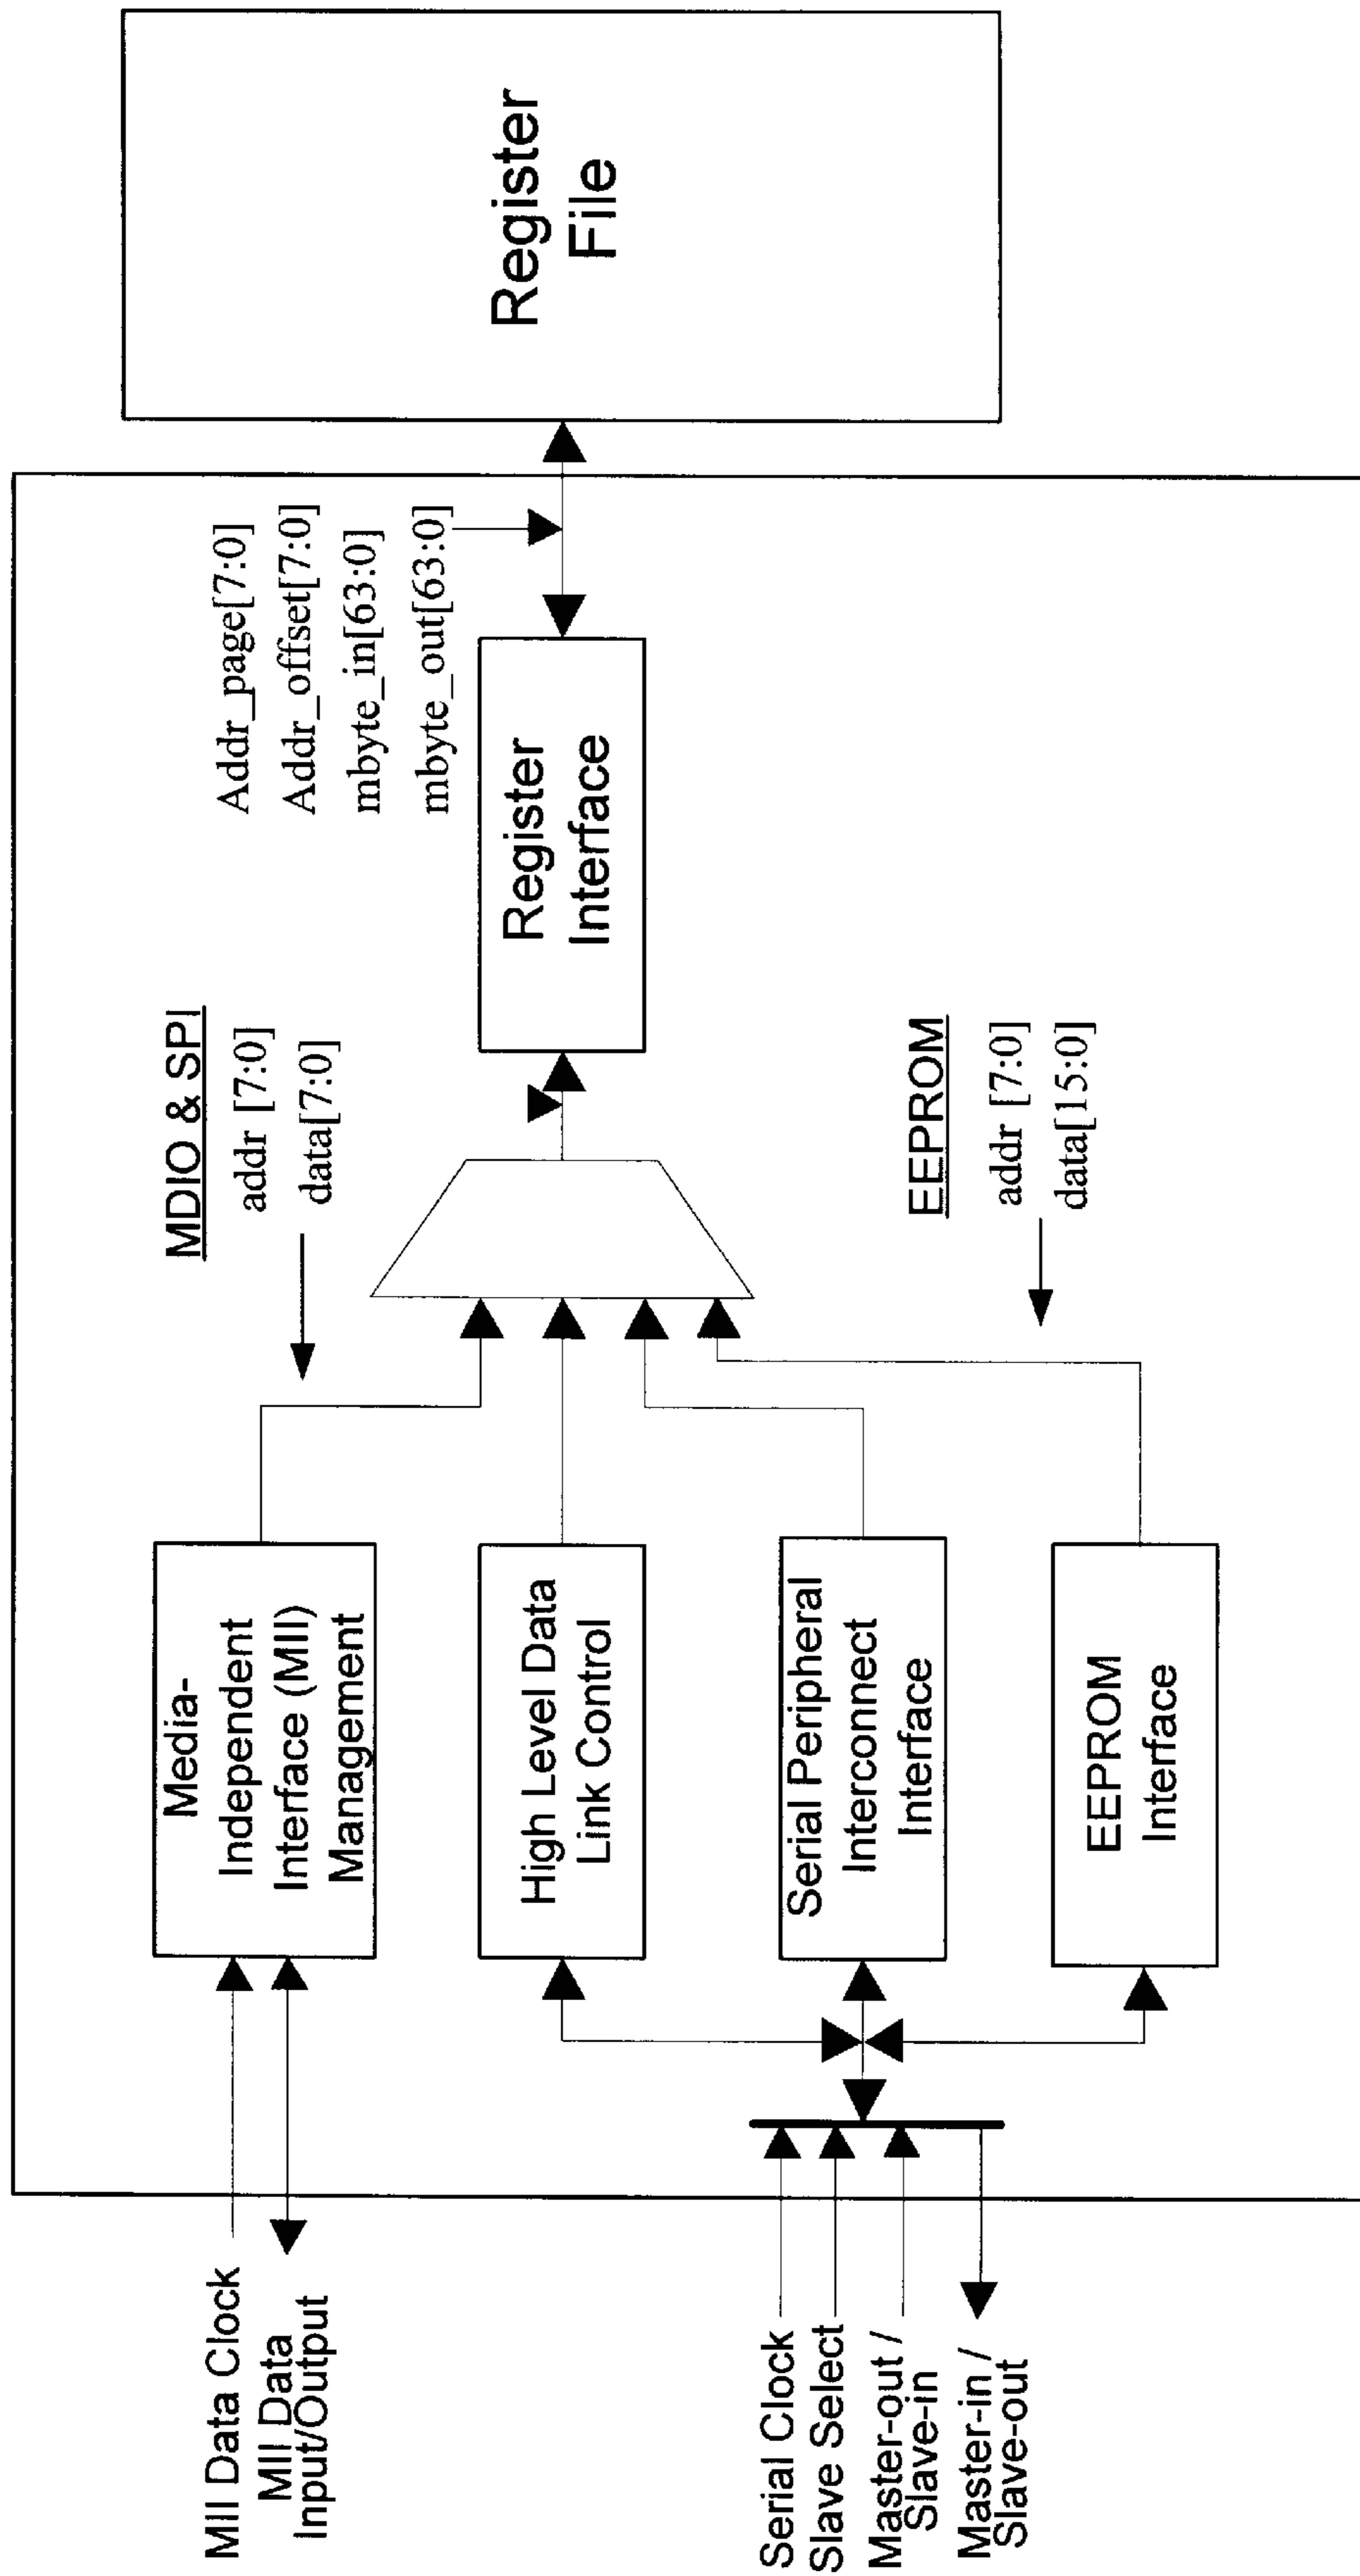 MII Data Clock
MII Data
Input/Output
Serial Clock
Slave Select
Master-out /
Slave-in
Master-in /
Slave-out
Media-
Independent
Interface (MII)
Management
High Level Data
Link Control
Serial Peripheral
Interconnect
Interface
EEPROM
Interface
MDIO & SPI
addr [7:0]
data[7:0]
EEPROM
addr [7:0]
data[15:0]
Register
Interface
Addr_page[7:0]
Addr_offset[7:0]
mbyte_in[63:0]
mbyte_out[63:0]
Register
File